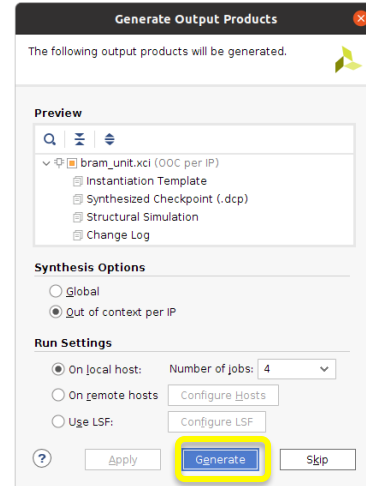 Generate Output Products
The following output products will be generated.
Preview
bram_unit.xci (OOC per IP)
Instantiation Template
Synthesized Checkpoint (.dcp)
Structural Simulation
Change Log
Synthesis Options
Global
Out of context per IP
Run Settings
On local host: Number of jobs: 4
On remote hosts Configure Hosts
Use LSF: Configure LSF
? Apply Generate Skip